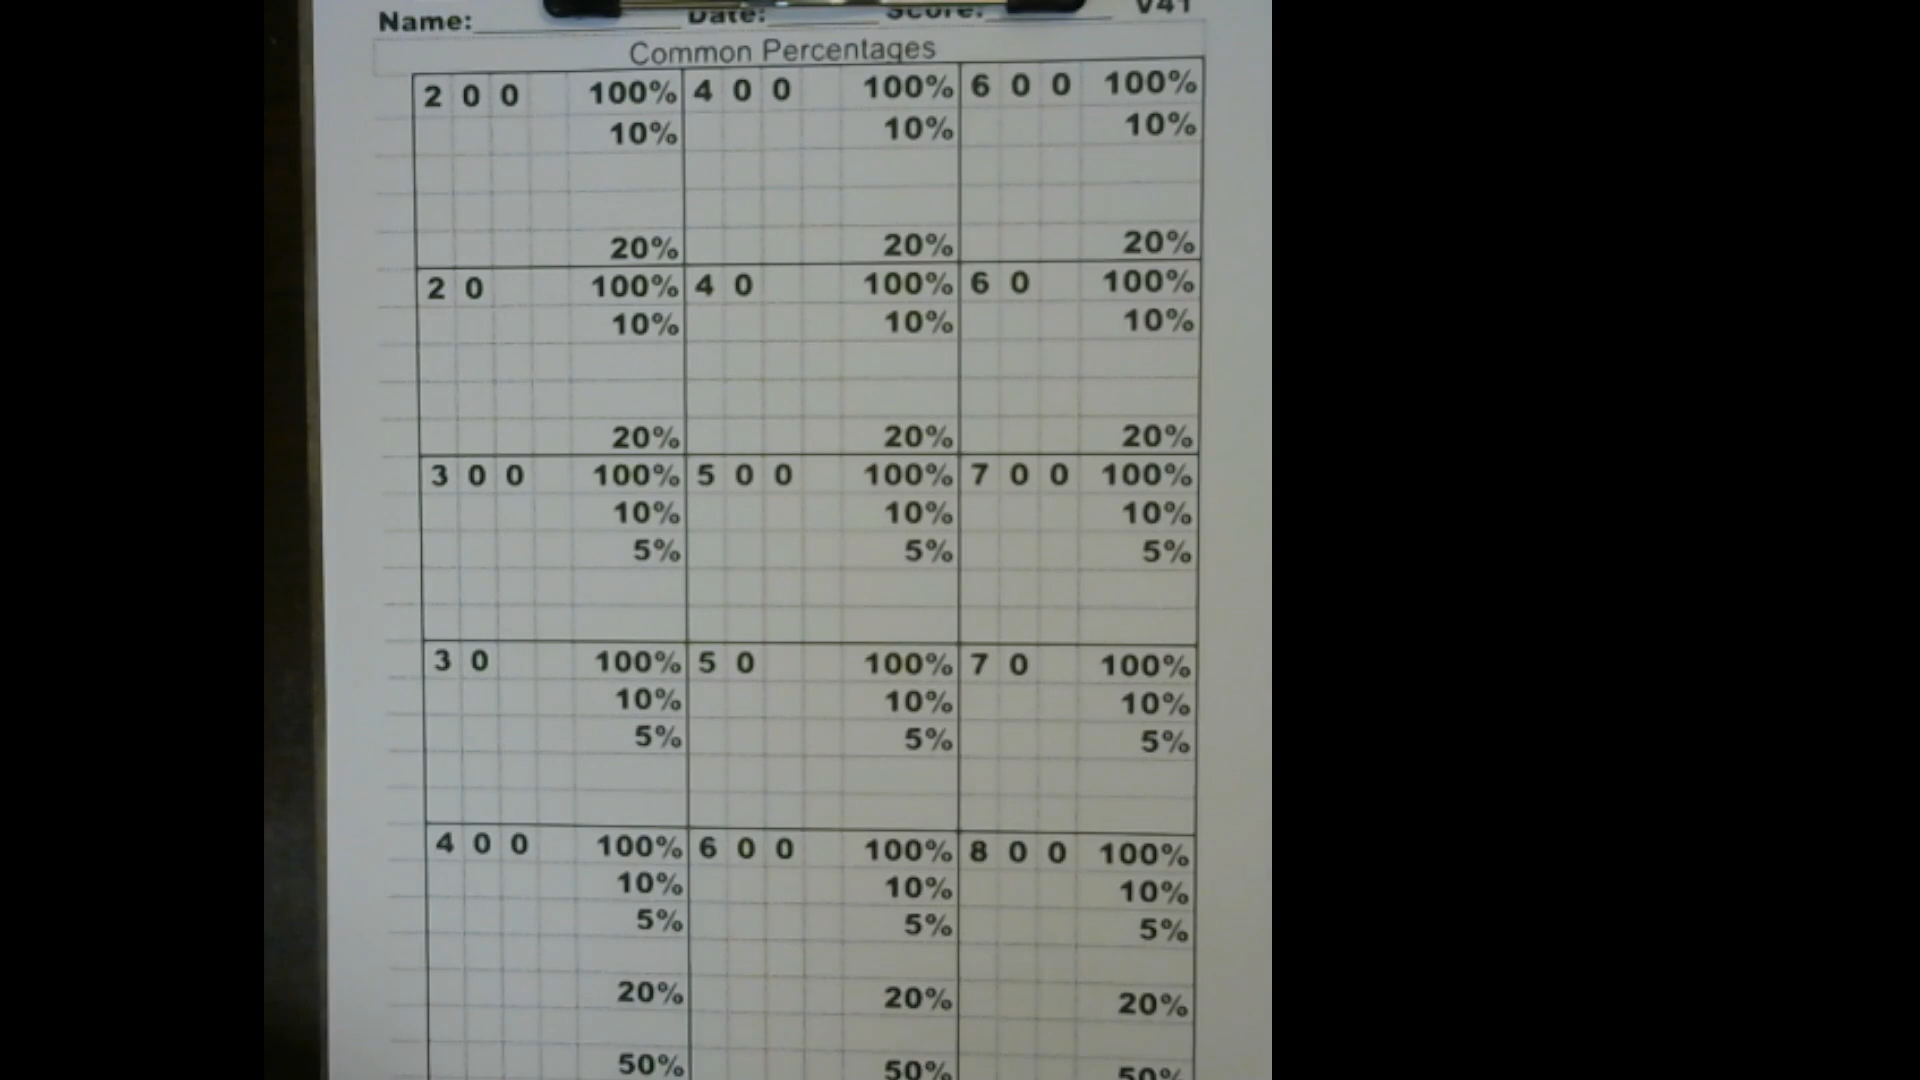 Name: Date: Score: V41
Common Percentages
2 0 0 100% 4 0 0 100% 6 0 0 100%
10% 10% 10%
20% 20% 20%
2 0 100% 4 0 100% 6 0 100%
10% 10% 10%
20% 20% 20%
3 0 0 100% 5 0 0 100% 7 0 0 100%
10% 10% 10%
5% 5% 5%
3 0 100% 5 0 100% 7 0 100%
10% 10% 10%
5% 5% 5%
4 0 0 100% 6 0 0 100% 8 0 0 100%
10% 10% 10%
5% 5% 5%
20% 20% 20%
50% 50% 50%